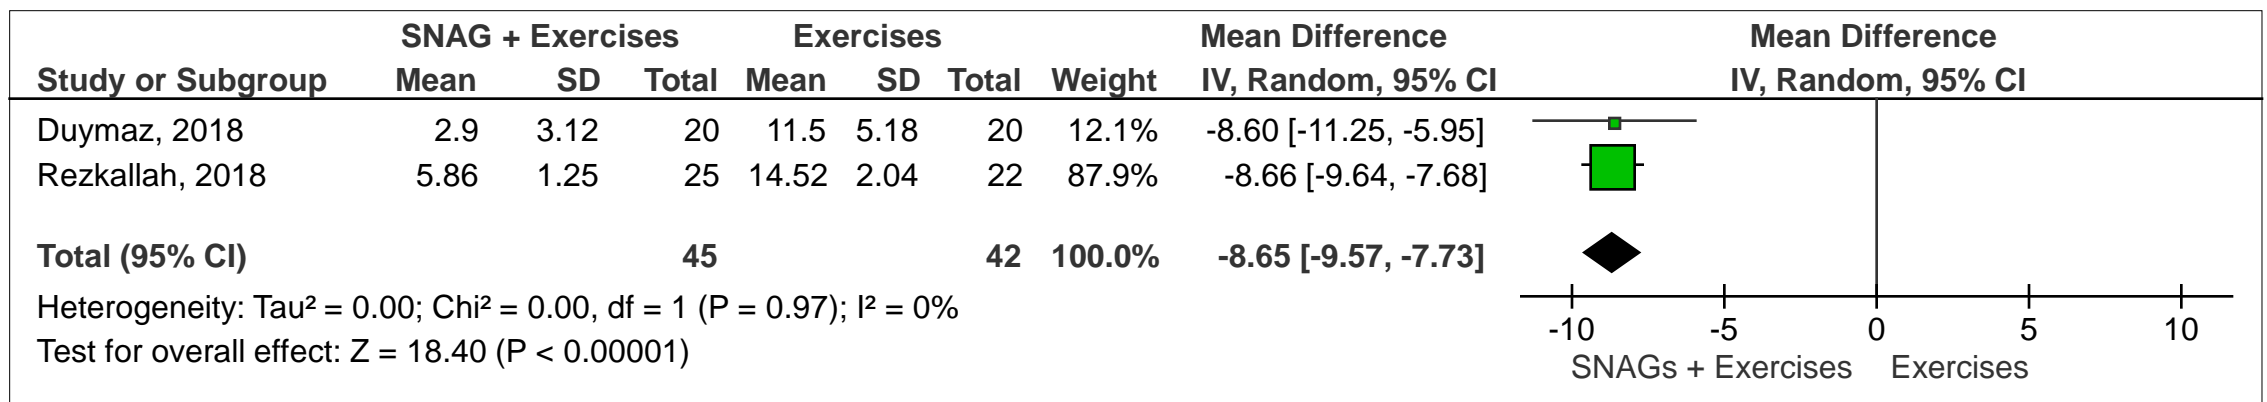 SNAG + Exercises Exercises Mean Difference Mean Difference
Study or Subgroup Mean SD Total Mean SD Total Weight IV, Random, 95% CI IV, Random, 95% CI
Duymaz, 2018 2.9 3.12 20 11.5 5.18 20 12.1% -8.60 [-11.25, -5.95]
Rezkallah, 2018 5.86 1.25 25 14.52 2.04 22 87.9% -8.66 [-9.64, -7.68]
Total (95% CI) 45 42 100.0% -8.65 [-9.57, -7.73]
Heterogeneity: Tau² = 0.00; Chi² = 0.00, df = 1 (P = 0.97); I² = 0%
Test for overall effect: Z = 18.40 (P < 0.00001)
-10 -5 0 5 10
SNAGs + Exercises Exercises